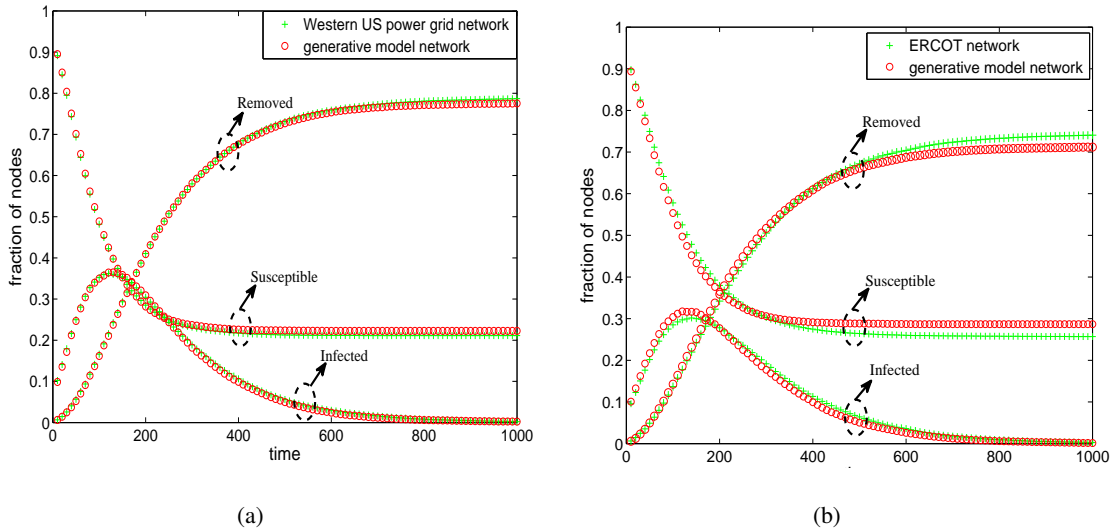 Western US power grid network
generative model network
1
0.9
0.8
0.7
0.6
0.5
0.4
0.3
0.2
0.1
0
fraction of nodes
Removed
Susceptible
Infected
0 200 400 600 800 1000
time
(a)
ERCOT network
generative model network
1
0.9
0.8
0.7
0.6
0.5
0.4
0.3
0.2
0.1
0
fraction of nodes
Removed
Susceptible
Infected
0 200 400 600 800 1000
(b)